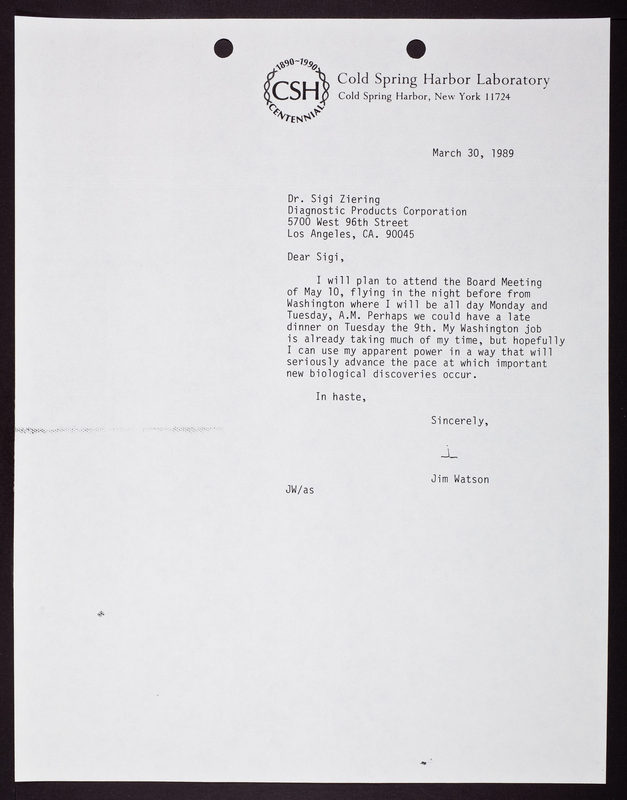 1890-1990
CSH
CENTENNIAL
Cold Spring Harbor Laboratory
Cold Spring Harbor, New York 11724
March 30, 1989
Dr. Sigi Ziering
Diagnostic Products Corporation
5700 West 96th Street
Los Angeles, CA. 90045
Dear Sigi,
I will plan to attend the Board Meeting
of May 10, flying in the night before from
Washington where I will be all day Monday and
Tuesday, A.M. Perhaps we could have a late
dinner on Tuesday the 9th. My Washington job
is already taking much of my time, but hopefully
I can use my apparent power in a way that will
seriously advance the pace at which important
new biological discoveries occur.
In haste,
Sincerely,
Jim Watson
JW/as